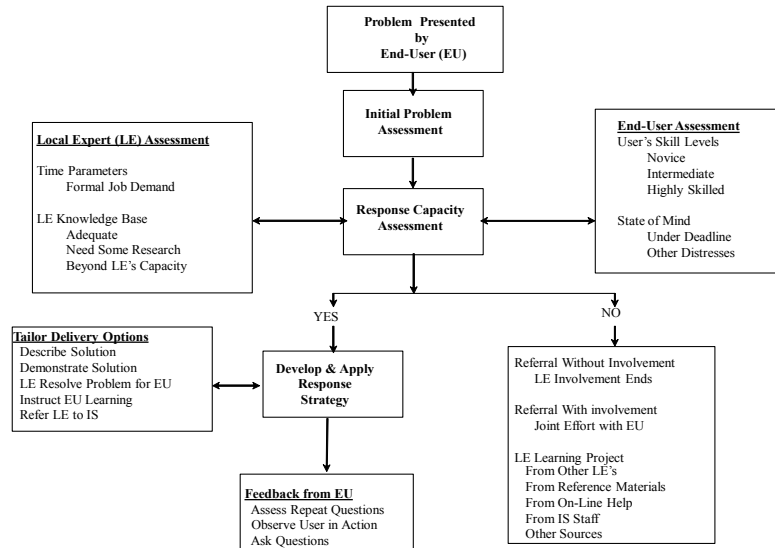 Problem Presented
by
End-User (EU)
Initial Problem
Assessment
Local Expert (LE) Assessment
Time Parameters
Formal Job Demand
LE Knowledge Base
Adequate
Need Some Research
Beyond LE's Capacity
Response Capacity
Assessment
End-User Assessment
User's Skill Levels
Novice
Intermediate
Highly Skilled
State of Mind
Under Deadline
Other Distresses
YES
NO
Tailor Delivery Options
Describe Solution
Demonstrate Solution
LE Resolve Problem for EU
Instruct EU Learning
Refer LE to IS
Develop & Apply
Response
Strategy
Referral Without Involvement
LE Involvement Ends
Referral With involvement
Joint Effort with EU
LE Learning Project
From Other LE's
From Reference Materials
From On-Line Help
From IS Staff
Other Sources
Feedback from EU
Assess Repeat Questions
Observe User in Action
Ask Questions